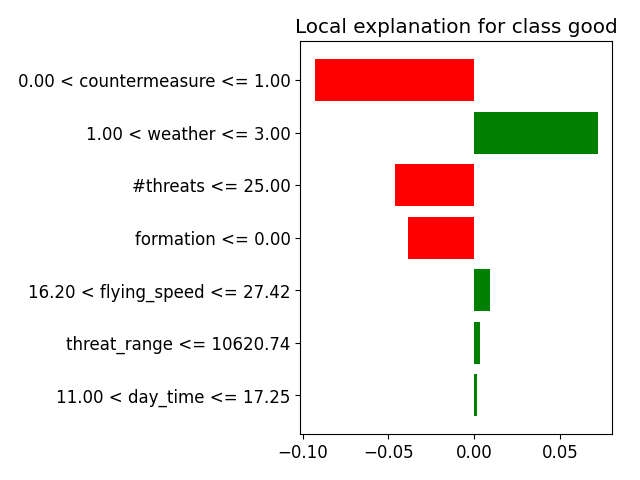 Local explanation for class good
0.00 < countermeasure <= 1.00
1.00 < weather <= 3.00
#threats <= 25.00
formation <= 0.00
16.20 < flying_speed <= 27.42
threat_range <= 10620.74
11.00 < day_time <= 17.25
−0.10 −0.05 0.00 0.05